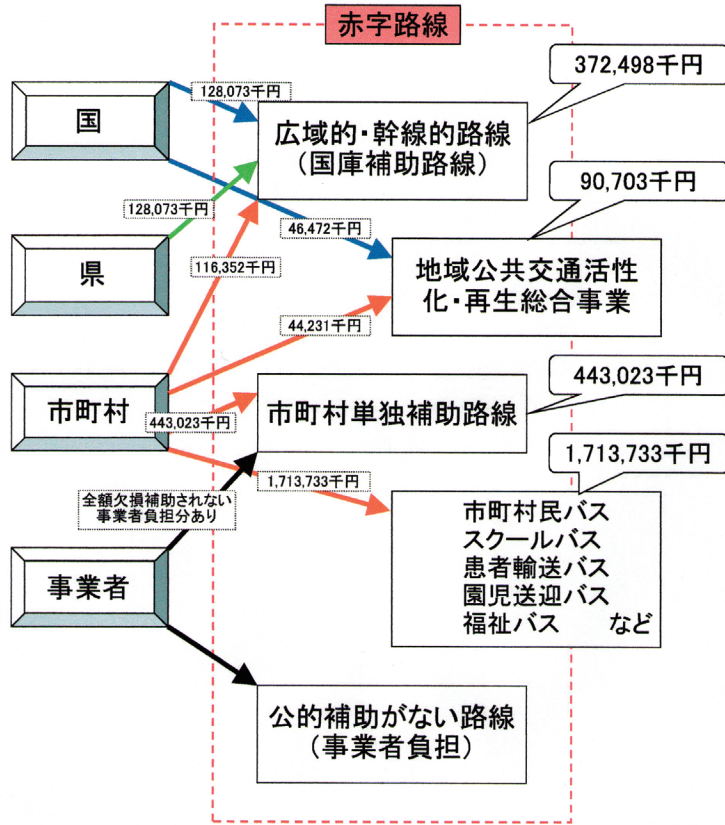 赤字路線
372,498千円
国
128,073千円
広域的・幹線的路線
（国庫補助路線）
90,703千円
128,073千円
46,472千円
県
116,352千円
地域公共交通活性
化・再生総合事業
44,231千円
443,023千円
市町村
443,023千円
市町村単独補助路線
1,713,733千円
1,713,733千円
全額欠損補助されない
事業者負担分あり
市町村民バス
スクールバス
患者輸送バス
園児送迎バス
福祉バス　　など
事業者
公的補助がない路線
（事業者負担）